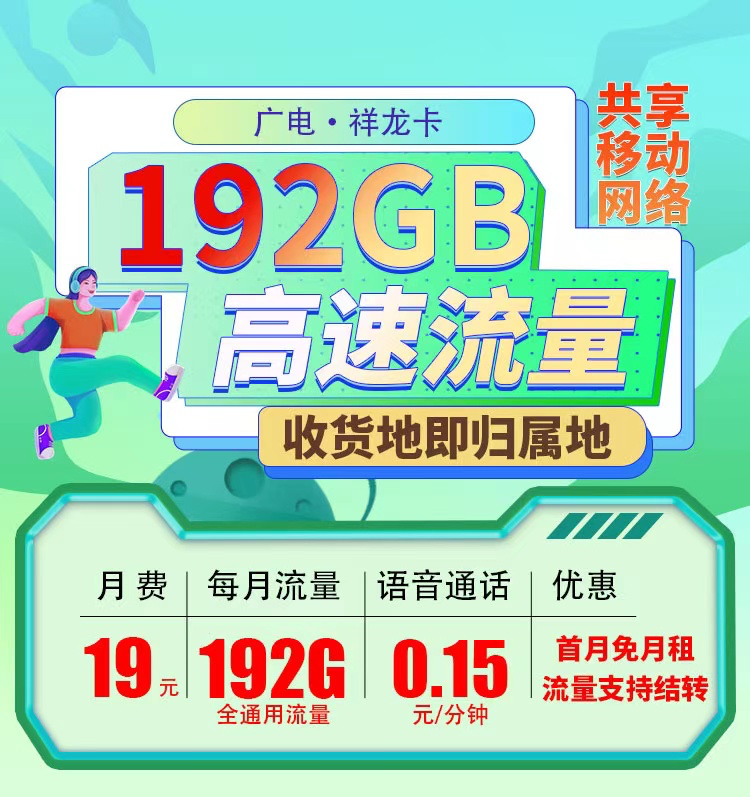 广电·祥龙卡
共享
移动
网络
192GB
高速流量
收货地即归属地
月费 每月流量 语音通话 优惠
19元 192G 0.15 首月免月租
全通用流量 元/分钟 流量支持结转